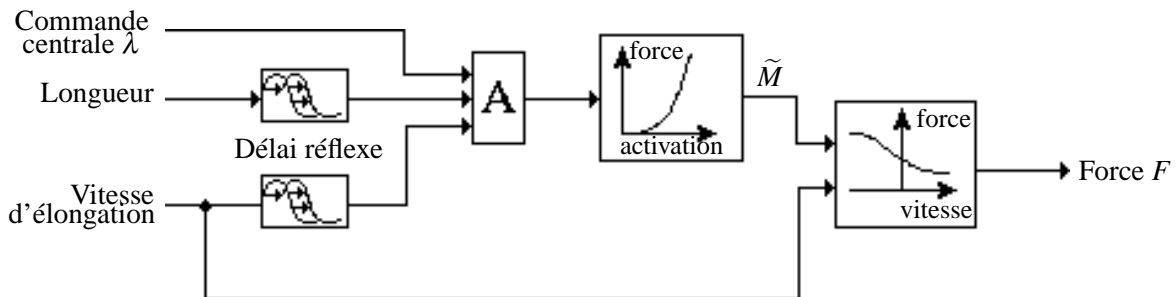 Commande
centrale λ
Longueur
Délai réflexe
Vitesse
d'élongation
A
force
activation
M̃
force
vitesse
Force F